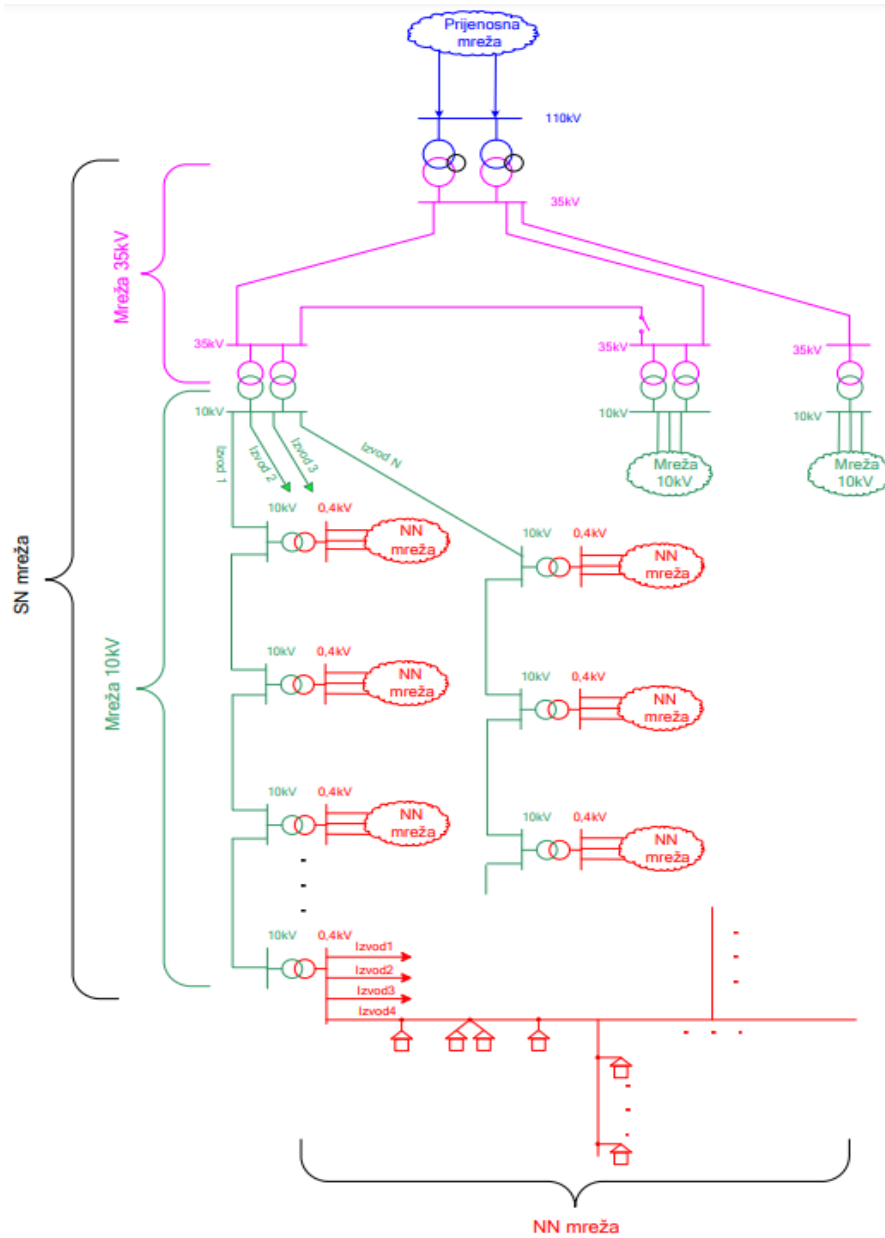 Prijenosna
mreža
110kV
35kV
Mreža 35kV
SN mreža
35kV
35kV
35kV
10kV
10kV
10kV
Izvod 1
Izvod 2
Izvod 3
Izvod N
Mreža
10kV
Mreža
10kV
10kV
0,4kV
NN
mreža
10kV
0,4kV
NN
mreža
Mreža 10kV
10kV
0,4kV
NN
mreža
10kV
0,4kV
NN
mreža
10kV
0,4kV
NN
mreža
10kV
0,4kV
NN
mreža
10kV
0,4kV
Izvod1
Izvod2
Izvod3
Izvod4
NN mreža